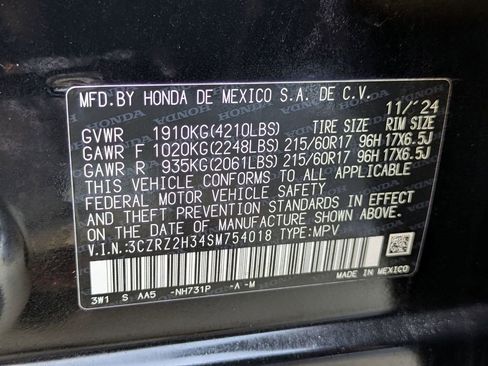 MFD.BY HONDA DE MEXICO S.A. DE C.V.
11/'24
GVWR 1910KG(4210LBS) TIRE SIZE RIM SIZE
GAWR F 1020KG(2248LBS) 215/60R17 96H 17X6.5J
GAWR R 935KG(2061LBS) 215/60R17 96H 17X6.5J
THIS VEHICLE CONFORMS TO ALL APPLICABLE
FEDERAL MOTOR VEHICLE SAFETY
AND THEFT PREVENTION STANDARDS IN EFFECT
ON THE DATE OF MANUFACTURE SHOWN ABOVE.
V.I.N.:3CZRZ2H34SM754018 TYPE:MPV
3W1 S AA5 -NH731P -A -M
MADE IN MEXICO